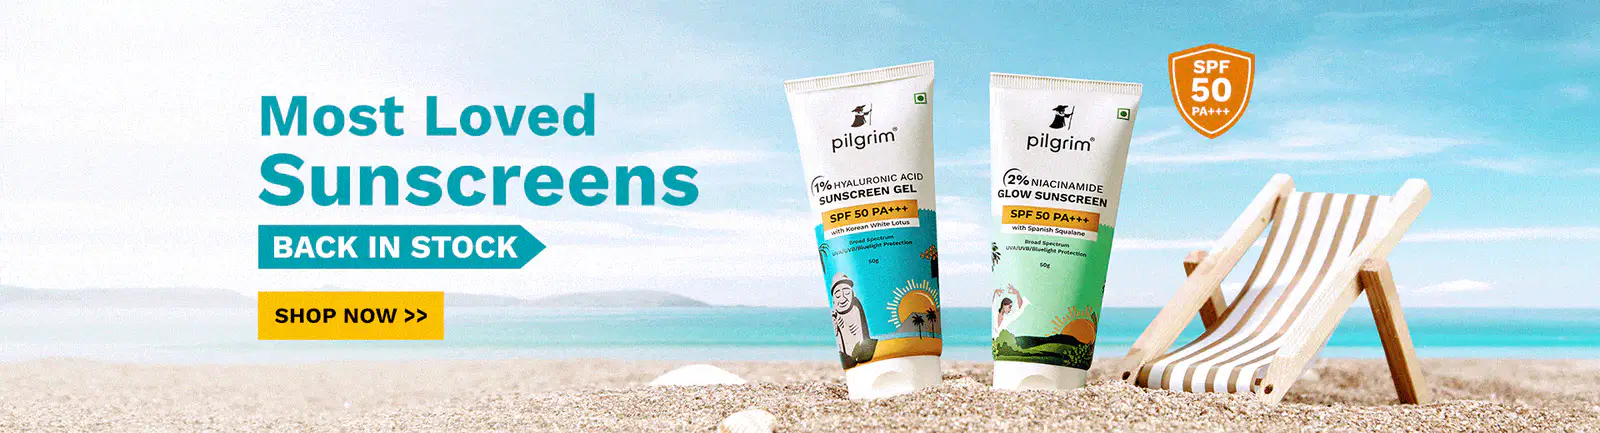 Most Loved
Sunscreens
BACK IN STOCK
SHOP NOW >>
pilgrim®
1% HYALURONIC ACID
SUNSCREEN GEL
SPF 50 PA+++
with Korean White Lotus
Broad Spectrum
UVA/UVB/Bluelight Protection
50g
pilgrim®
2% NIACINAMIDE
GLOW SUNSCREEN
SPF 50 PA+++
with Spanish Squalane
Broad Spectrum
UVA/UVB/Bluelight Protection
50g
SPF
50
PA+++